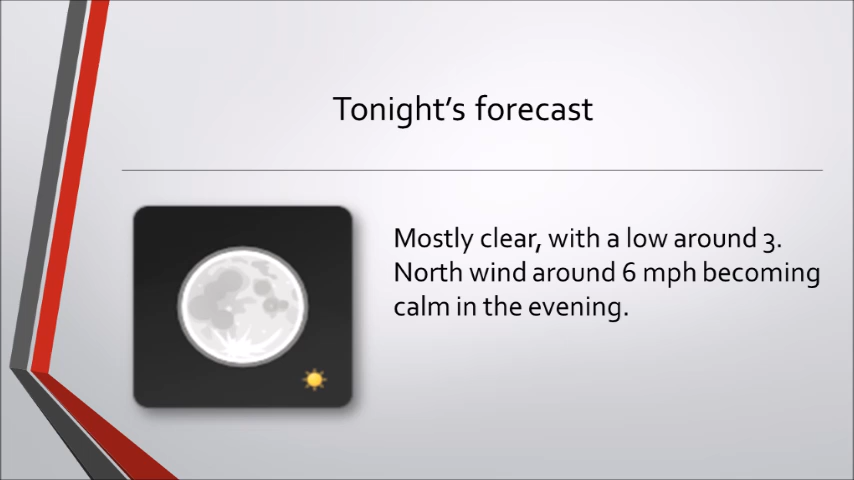 Tonight's forecast
Mostly clear, with a low around 3.
North wind around 6 mph becoming
calm in the evening.